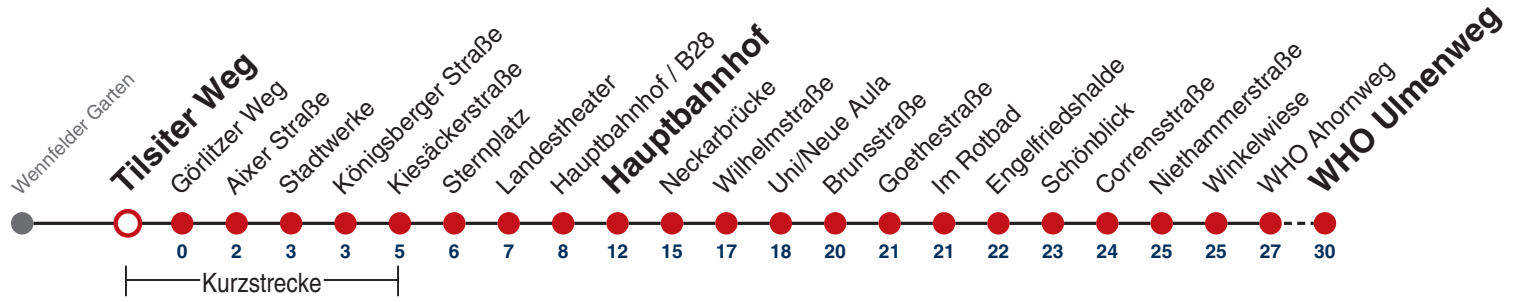 Wennfelder Garten
Tilsiter Weg
Görlitzer Weg
Aixer Straße
Stadtwerke
Königsberger Straße
Kiesäckerstraße
Sternplatz
Landestheater
Hauptbahnhof / B28
Hauptbahnhof
Neckarbrücke
Wilhelmstraße
Uni/Neue Aula
Brunsstraße
Goethestraße
Im Rotbad
Engelfriedshalde
Schönblick
Corrensstraße
Niethammerstraße
Winkelwiese
WHO Ahornweg
WHO Ulmenweg
0 2 3 3 5 6 7 8 12 15 17 18 20 21 21 22 23 24 25 25 27 30
Kurzstrecke